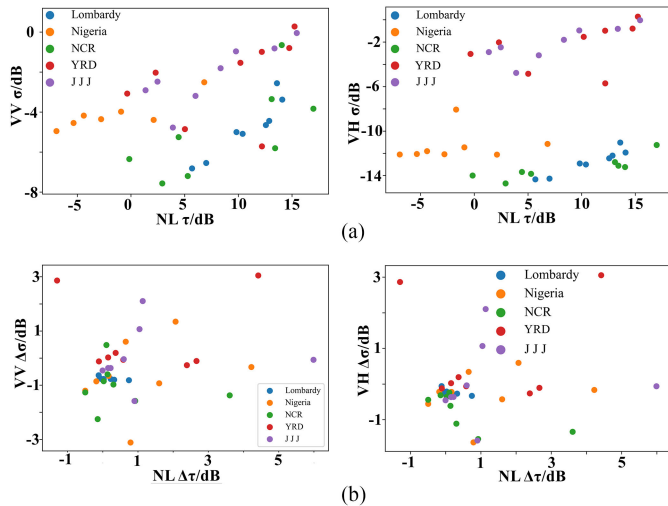 Lombardy
Nigeria
NCR
YRD
J J J
0
-4
-8
VV σ/dB
-5 0 5 10 15
NL τ/dB
Lombardy
Nigeria
NCR
YRD
J J J
-2
-6
-10
-14
VH σ/dB
-5 0 5 10 15
NL τ/dB
(a)
3
1
-1
-3
VV Δσ/dB
Lombardy
Nigeria
NCR
YRD
J J J
-1 1 3 5
NL Δτ/dB
3
1
-1
VH Δσ/dB
Lombardy
Nigeria
NCR
YRD
J J J
-1 1 3 5
NL Δτ/dB
(b)